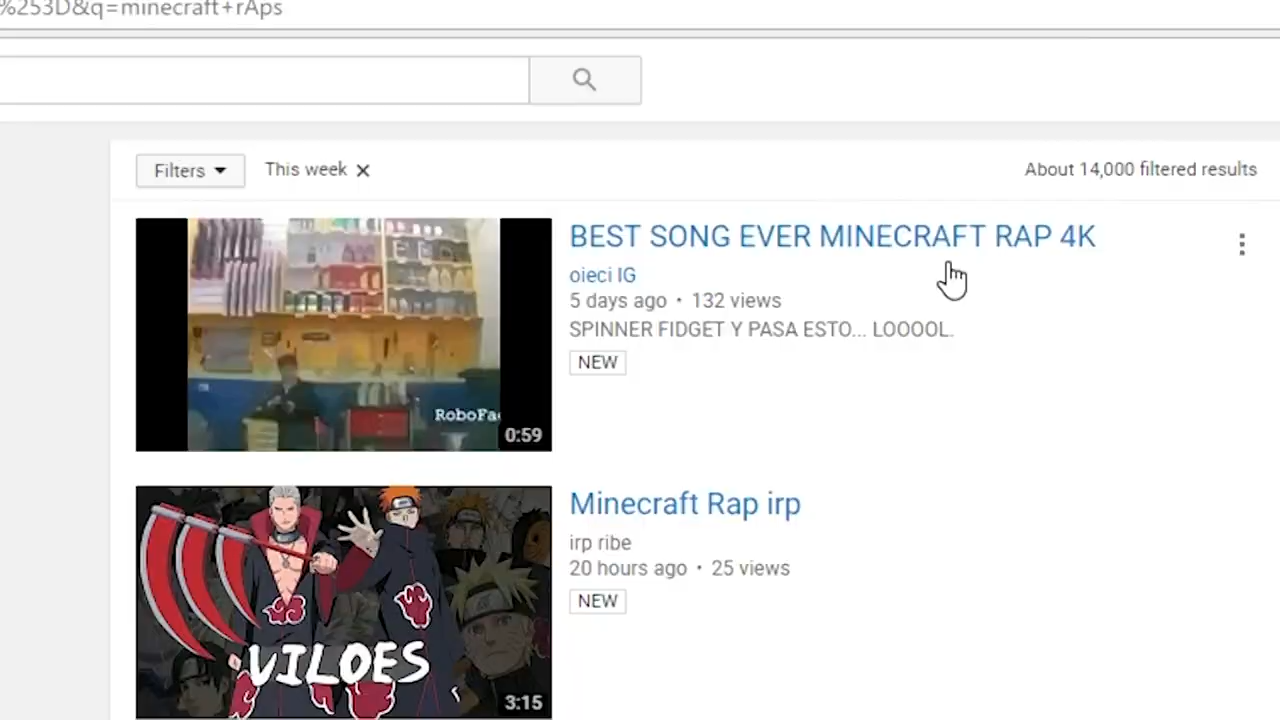 %253D&q=minecraft+rAps
Filters
This week
About 14,000 filtered results
BEST SONG EVER MINECRAFT RAP 4K
oieci IG
5 days ago • 132 views
SPINNER FIDGET Y PASA ESTO... LOOOOL.
NEW
RoboFa
0:59
Minecraft Rap irp
irp ribe
20 hours ago • 25 views
NEW
VILOES
3:15